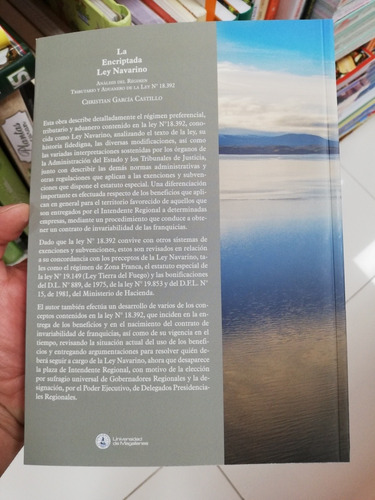 La
Encriptada
Ley Navarino
Análisis del Régimen
Tributario y Aduanero de la Ley N° 18.392
Christian García Castillo
Esta obra describe detalladamente el régimen preferencial,
tributario y aduanero contenido en la ley N° 18.392, cono-
cida como Ley Navarino, analizando el texto de la ley, su
historia fidedigna, las diversas modificaciones, así como
las variadas interpretaciones sostenidas por los órganos de
la Administración del Estado y los Tribunales de Justicia,
junto con describir las demás normas administrativas y
otras regulaciones que aplican a las exenciones y subven-
ciones que dispone el estatuto especial. Una diferenciación
importante es efectuada respecto de los beneficios que apli-
can en general para el territorio favorecido de aquellos que
son entregados por el Intendente Regional a determinadas
empresas, mediante un procedimiento que conduce a obte-
ner un contrato de invariabilidad de las franquicias.
Dado que la ley N° 18.392 convive con otros sistemas de
exenciones y subvenciones, estos son revisados en relación
a su concordancia con los preceptos de la Ley Navarino, ta-
les como el régimen de Zona Franca, el estatuto especial de
la ley N° 19.149 (Ley Tierra del Fuego) y las bonificaciones
del D.L. N° 889, de 1975, de la ley N° 19.853 y del D.F.L. N°
15, de 1981, del Ministerio de Hacienda.
El autor también efectúa un desarrollo de varios de los con-
ceptos contenidos en la ley N° 18.392, que inciden en la en-
trega de los beneficios y en el nacimiento del contrato de
invariabilidad de franquicias, así como de su vigencia en el
tiempo, revisando la situación actual del uso de los benefi-
cios y entregando argumentaciones para resolver quién de-
berá seguir a cargo de la Ley Navarino, ahora que desaparece
la plaza de Intendente Regional, con motivo de la elección
por sufragio universal de Gobernadores Regionales y la de-
signación, por el Poder Ejecutivo, de Delegados Presidencia-
les Regionales.
Universidad
de Magallanes